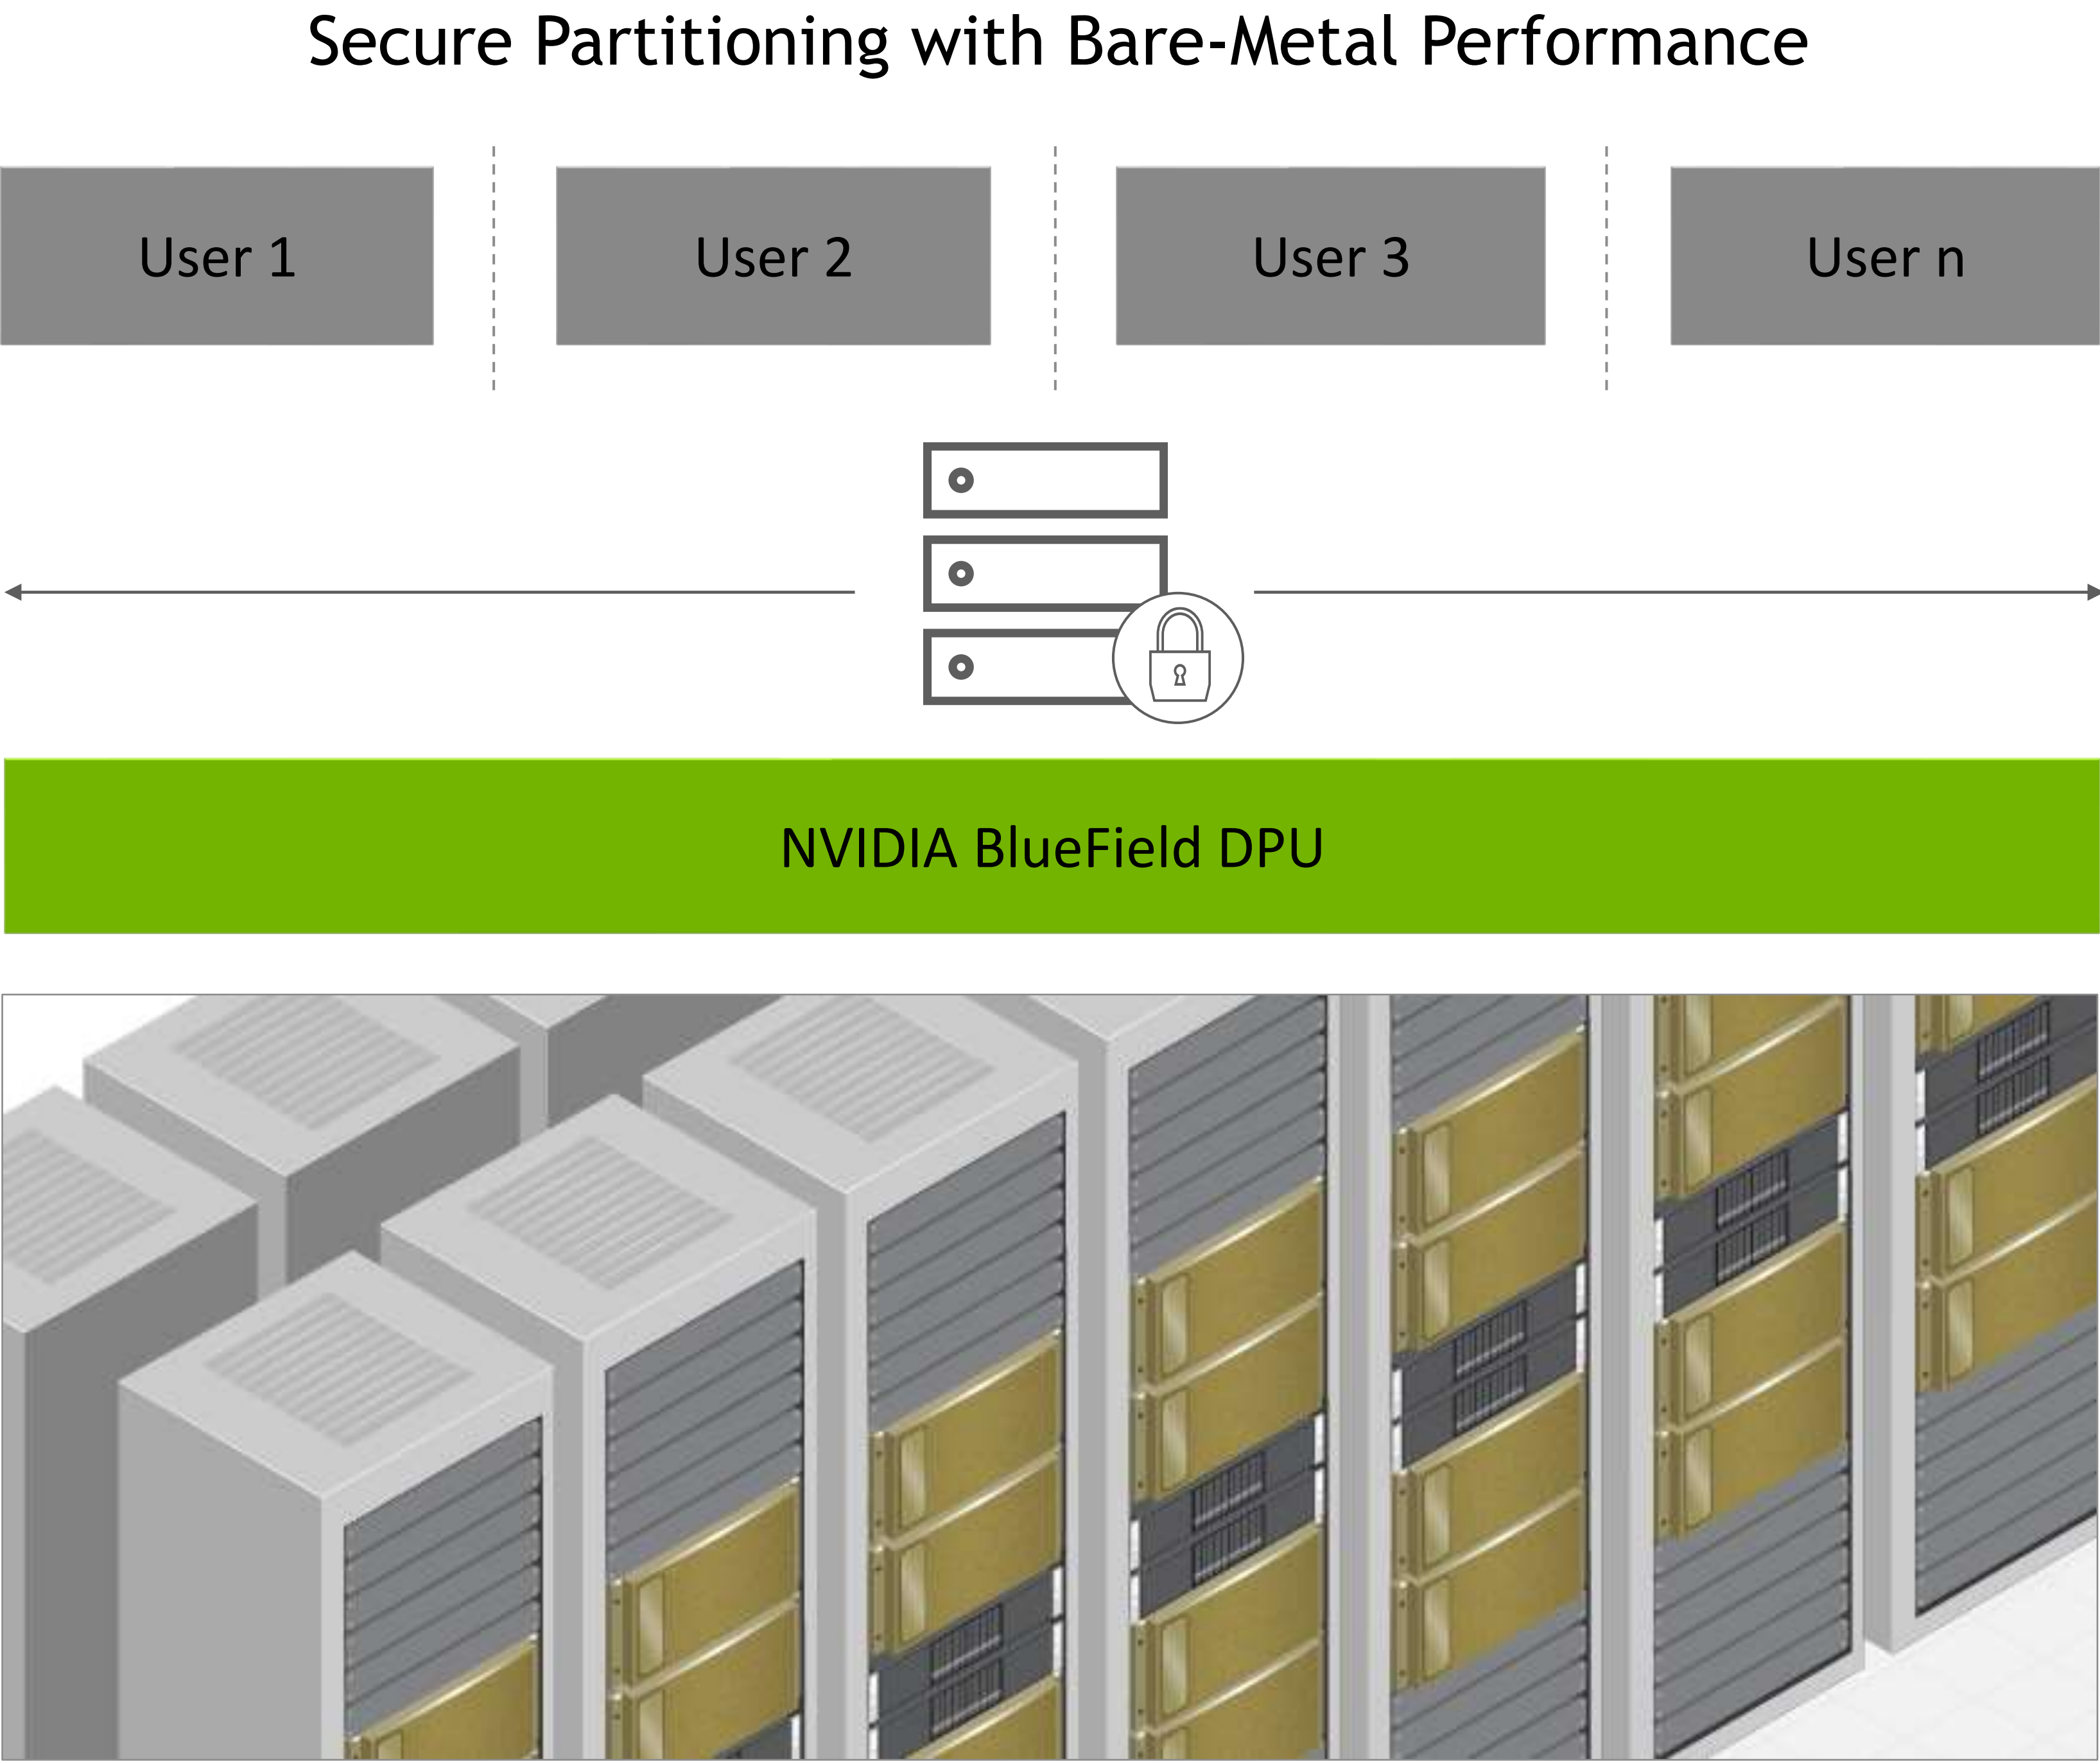 Secure Partitioning with Bare-Metal Performance
User 1
User 2
User 3
User n
NVIDIA BlueField DPU